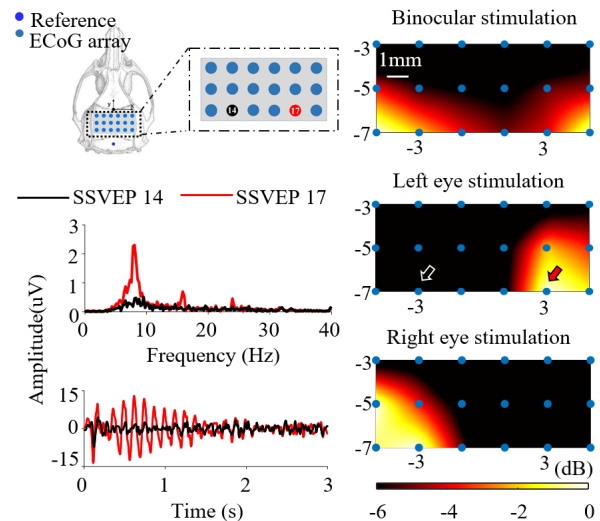 Reference
ECoG array
y
14
17
SSVEP 14
SSVEP 17
Amplitude(uV)
3
2
1
0
0
10
20
30
40
Frequency (Hz)
15
0
-15
0
1
2
3
Time (s)
Binocular stimulation
-3
1mm
-5
-7
-3
3
Left eye stimulation
-3
-5
-7
-3
3
Right eye stimulation
-3
-5
-7
-3
3
(dB)
-6
-4
-2
0